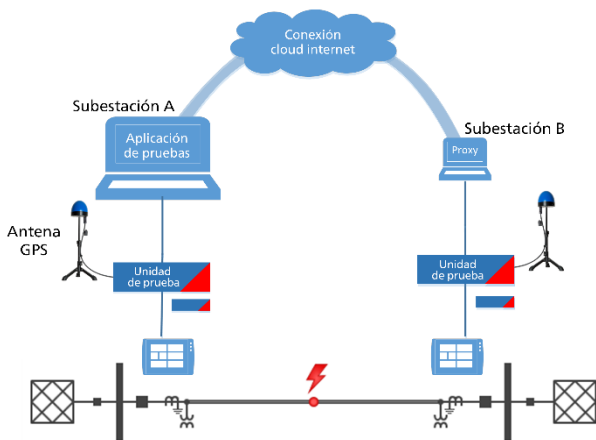 Conexión
cloud internet
Subestación A
Aplicación
de pruebas
Subestación B
Proxy
Antena
GPS
Unidad
de prueba
Unidad
de prueba